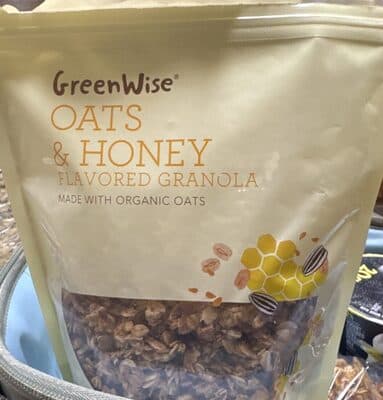 GreenWise®
OATS
& HONEY
FLAVORED GRANOLA
MADE WITH ORGANIC OATS